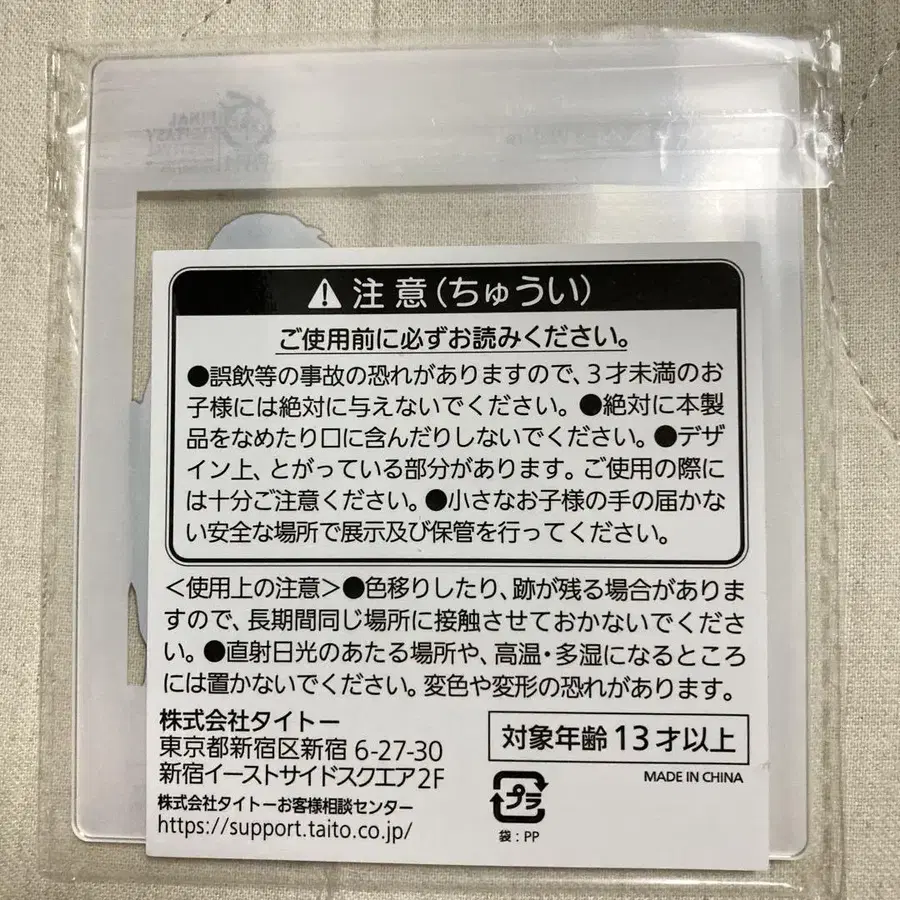 FINAL
FANTASY
⚠注意(ちゅうい)
ご使用前に必ずお読みください。
●誤飲等の事故の恐れがありますので、3才未満のお
子様には絶対に与えないでください。●絶対に本製
品をなめたり口に含んだりしないでください。●デザ
イン上、とがっている部分があります。ご使用の際に
は十分ご注意ください。●小さなお子様の手の届かな
い安全な場所で展示及び保管を行ってください。
<使用上の注意>●色移りしたり、跡が残る場合がありま
すので、長期間同じ場所に接触させておかないでくださ
い。●直射日光のあたる場所や、高温・多湿になるところ
には置かないでください。変色や変形の恐れがあります。
株式会社タイトー
東京都新宿区新宿 6-27-30
新宿イーストサイドスクエア2F
株式会社タイトーお客様相談センター
https://support.taito.co.jp/
対象年齢13才以上
MADE IN CHINA
プラ
袋:PP